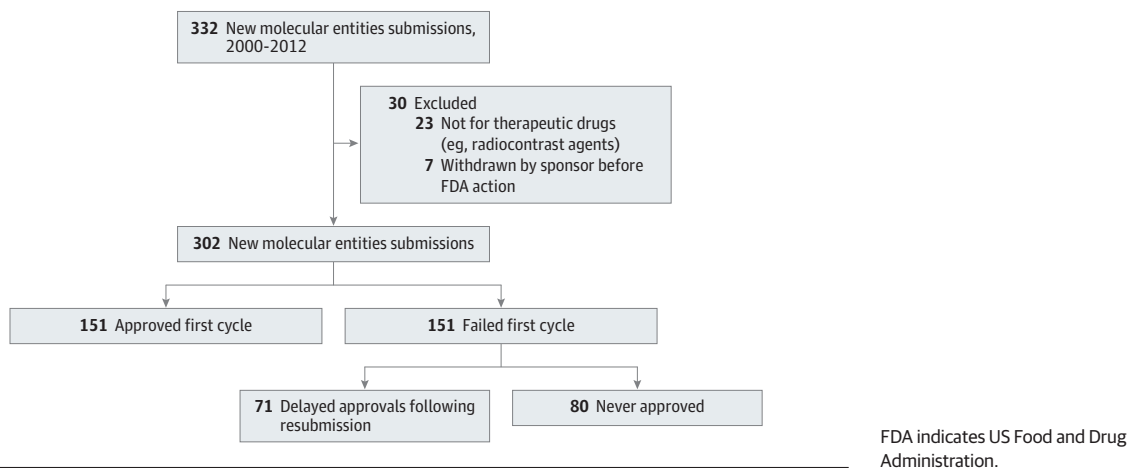 332 New molecular entities submissions,
2000-2012
30 Excluded
23 Not for therapeutic drugs
(eg, radiocontrast agents)
7 Withdrawn by sponsor before
FDA action
302 New molecular entities submissions
151 Approved first cycle
151 Failed first cycle
71 Delayed approvals following
resubmission
80 Never approved
FDA indicates US Food and Drug
Administration.